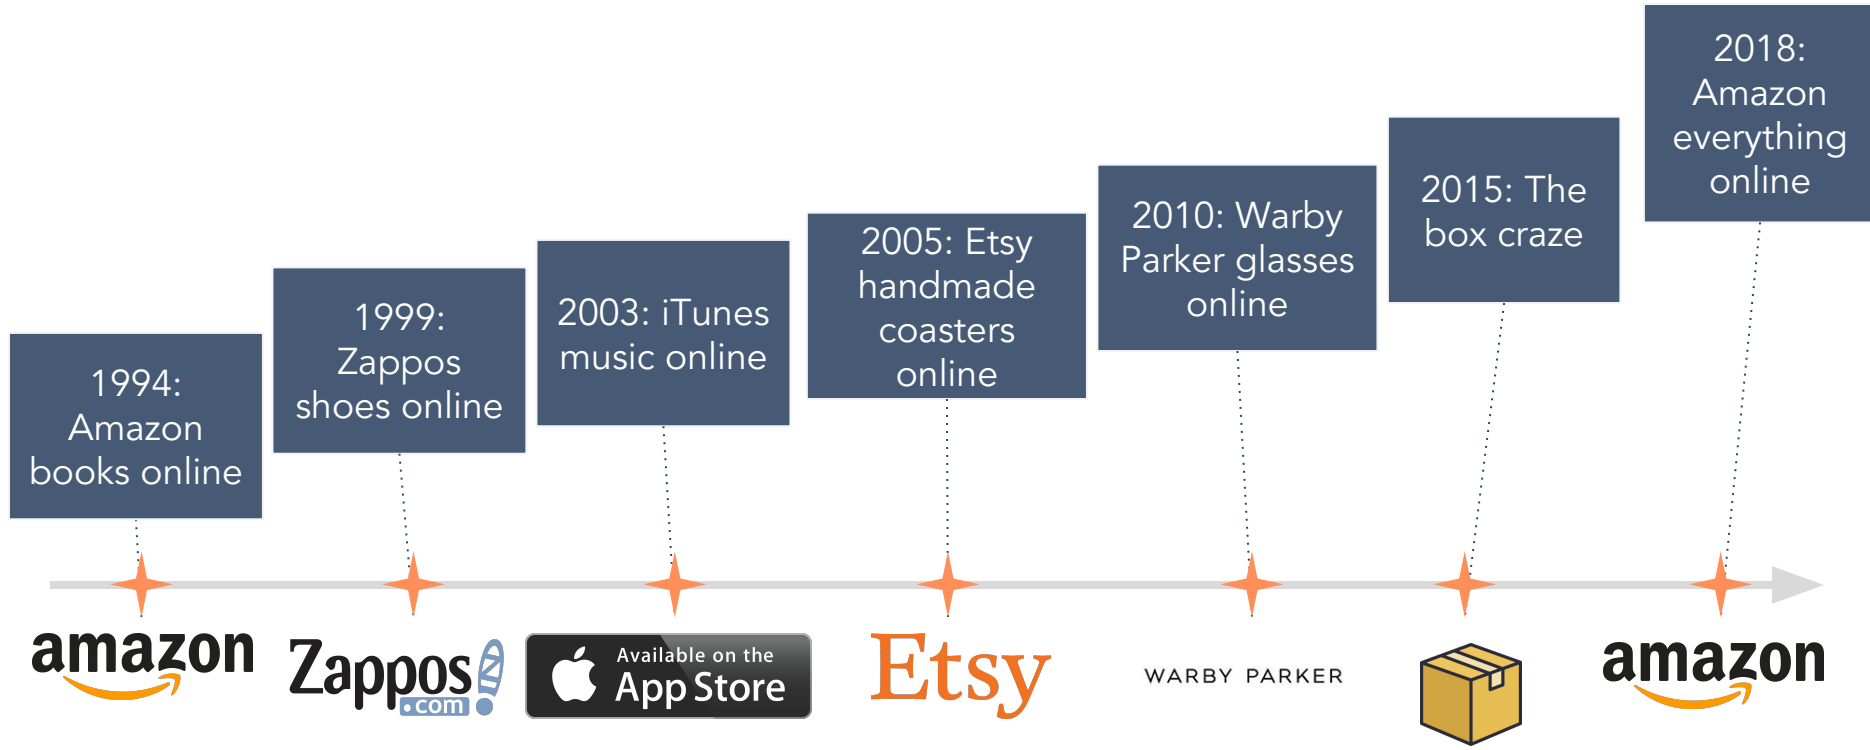 1994:
Amazon
books online
1999:
Zappos
shoes online
2003: iTunes
music online
2005: Etsy
handmade
coasters
online
2010: Warby
Parker glasses
online
2015: The
box craze
2018:
Amazon
everything
online
amazon
Zappos
.com
Available on the
App Store
Etsy
WARBY PARKER
amazon